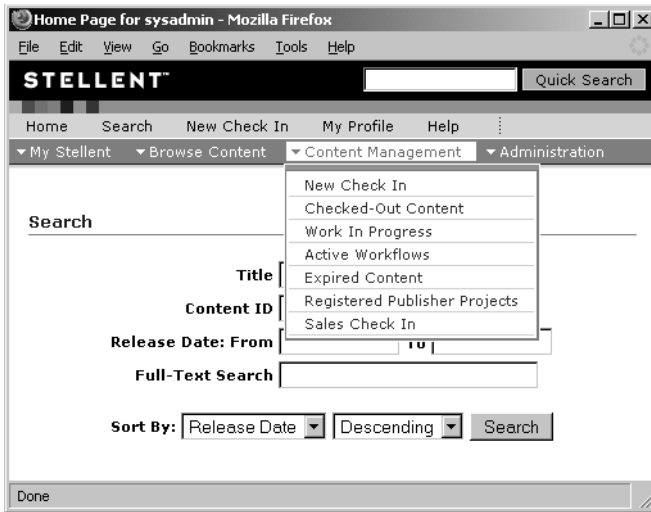 Home Page for sysadmin - Mozilla Firefox
File Edit View Go Bookmarks Tools Help
STELLENT™ Quick Search
Home Search New Check In My Profile Help
My Stellent Browse Content Content Management Administration
New Check In
Checked-Out Content
Work In Progress
Active Workflows
Expired Content
Registered Publisher Projects
Sales Check In
Search
Title
Content ID
Release Date: From To
Full-Text Search
Sort By: Release Date Descending Search
Done